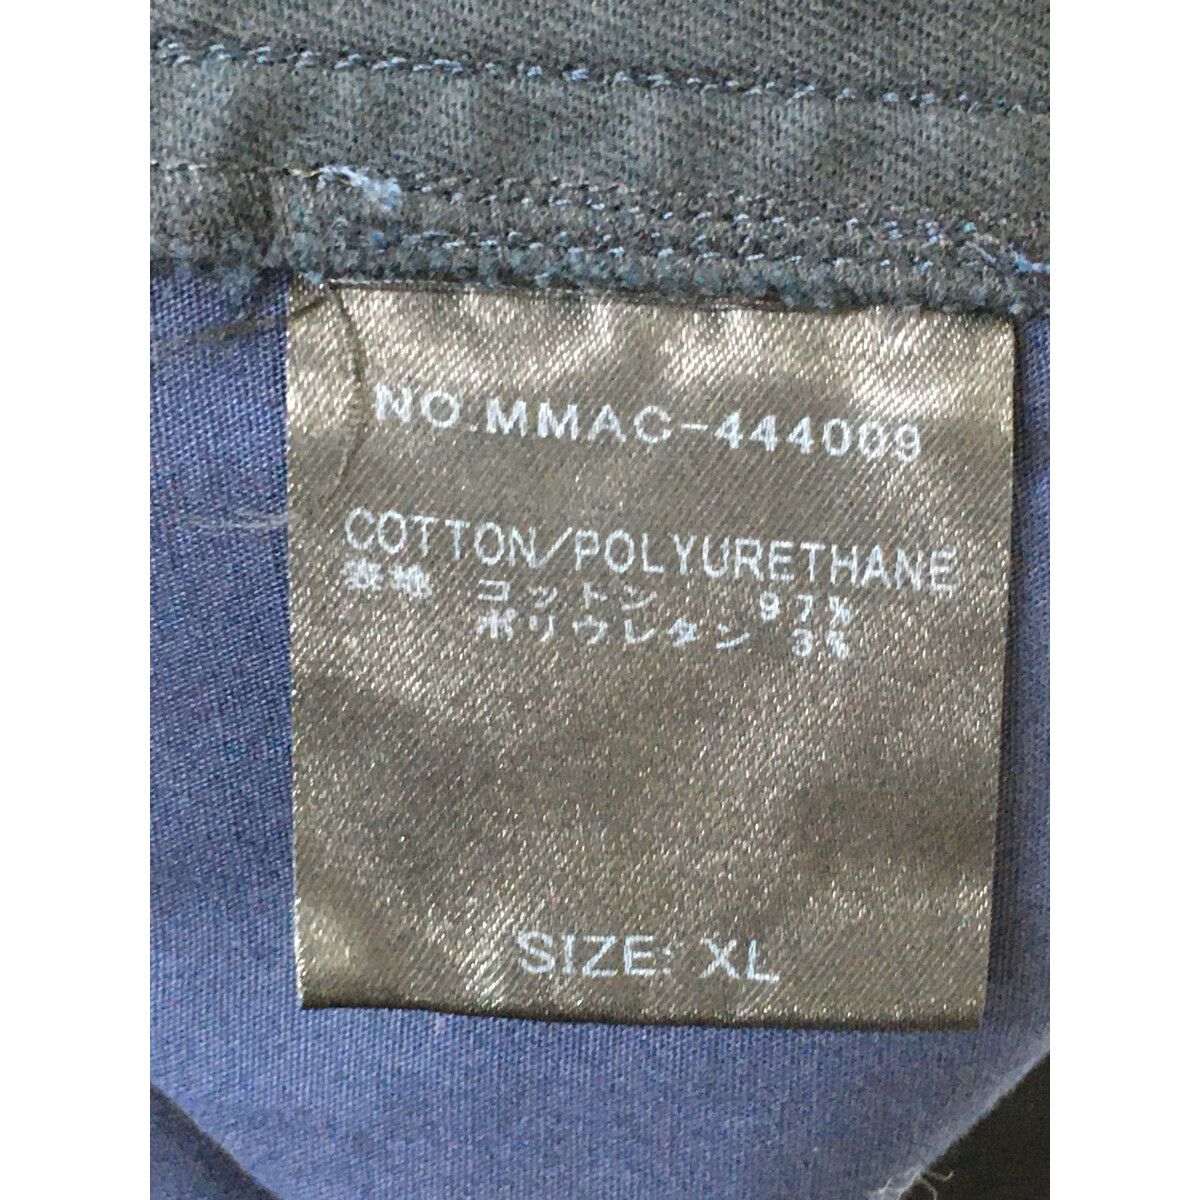 NO.MMAC-444009
COTTON/POLYURETHANE
表地 コットン 97%
ポリウレタン 3%
SIZE: XL